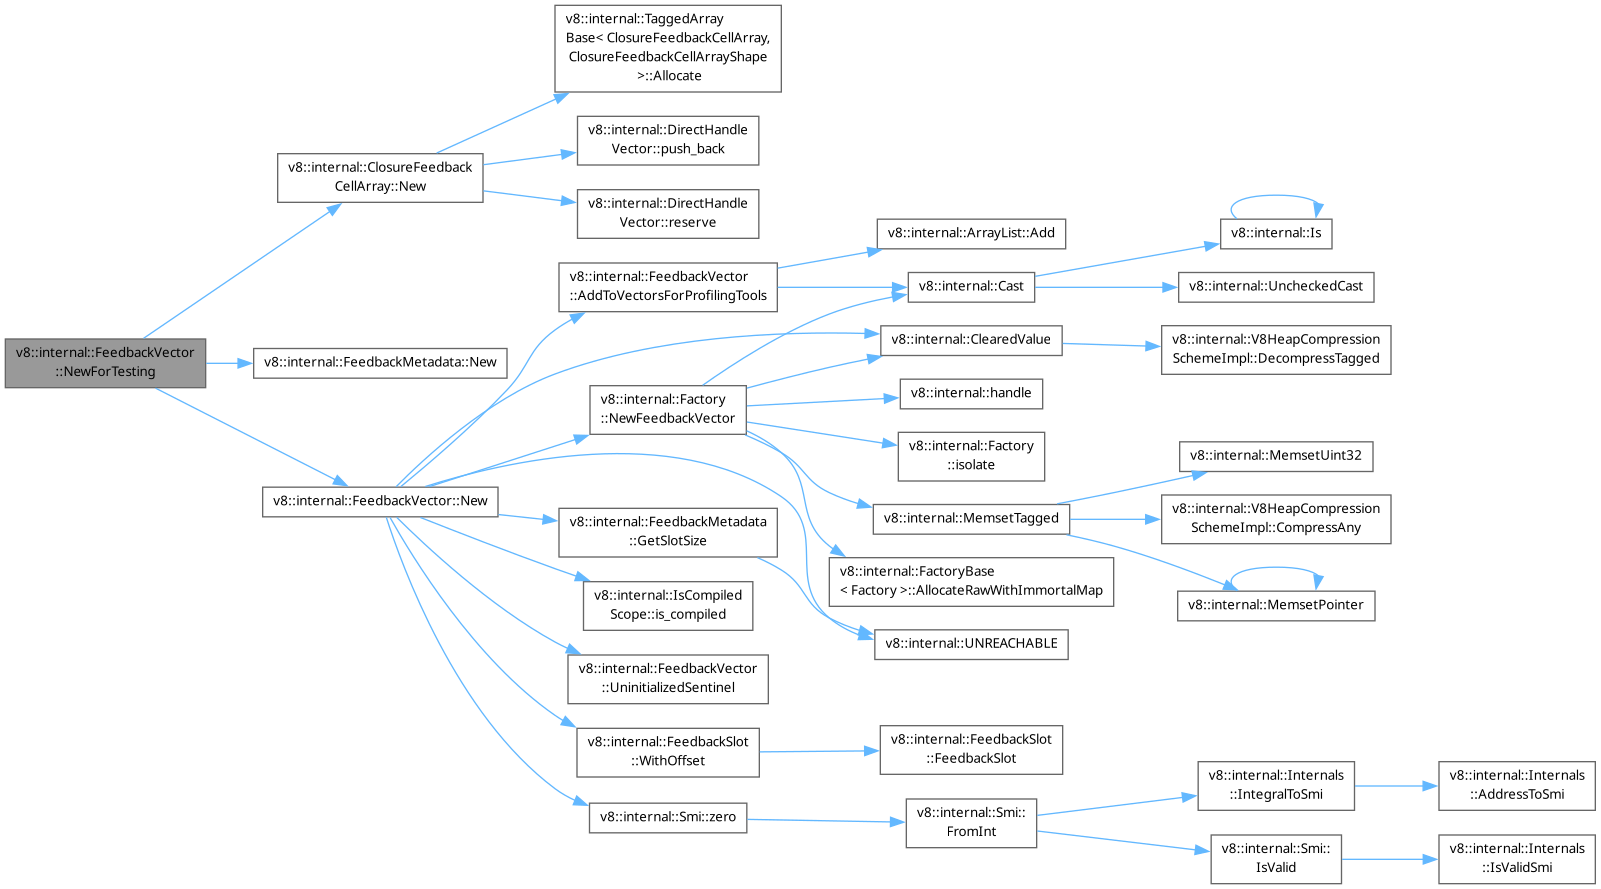 v8::internal::TaggedArray
Base< ClosureFeedbackCellArray,
ClosureFeedbackCellArrayShape
>::Allocate
v8::internal::DirectHandle
Vector::push_back
v8::internal::ClosureFeedback
CellArray::New
v8::internal::DirectHandle
Vector::reserve
v8::internal::ArrayList::Add
v8::internal::Is
v8::internal::FeedbackVector
::AddToVectorsForProfilingTools
v8::internal::Cast
v8::internal::UncheckedCast
v8::internal::FeedbackVector
::NewForTesting
v8::internal::FeedbackMetadata::New
v8::internal::ClearedValue
v8::internal::V8HeapCompression
SchemeImpl::DecompressTagged
v8::internal::Factory
::NewFeedbackVector
v8::internal::handle
v8::internal::Factory
::isolate
v8::internal::MemsetUint32
v8::internal::FeedbackVector::New
v8::internal::FeedbackMetadata
::GetSlotSize
v8::internal::MemsetTagged
v8::internal::V8HeapCompression
SchemeImpl::CompressAny
v8::internal::IsCompiled
Scope::is_compiled
v8::internal::FactoryBase
< Factory >::AllocateRawWithImmortalMap
v8::internal::MemsetPointer
v8::internal::UNREACHABLE
v8::internal::FeedbackVector
::UninitializedSentinel
v8::internal::FeedbackSlot
::WithOffset
v8::internal::FeedbackSlot
::FeedbackSlot
v8::internal::Smi::zero
v8::internal::Smi::
FromInt
v8::internal::Internals
::IntegralToSmi
v8::internal::Internals
::AddressToSmi
v8::internal::Smi::
IsValid
v8::internal::Internals
::IsValidSmi